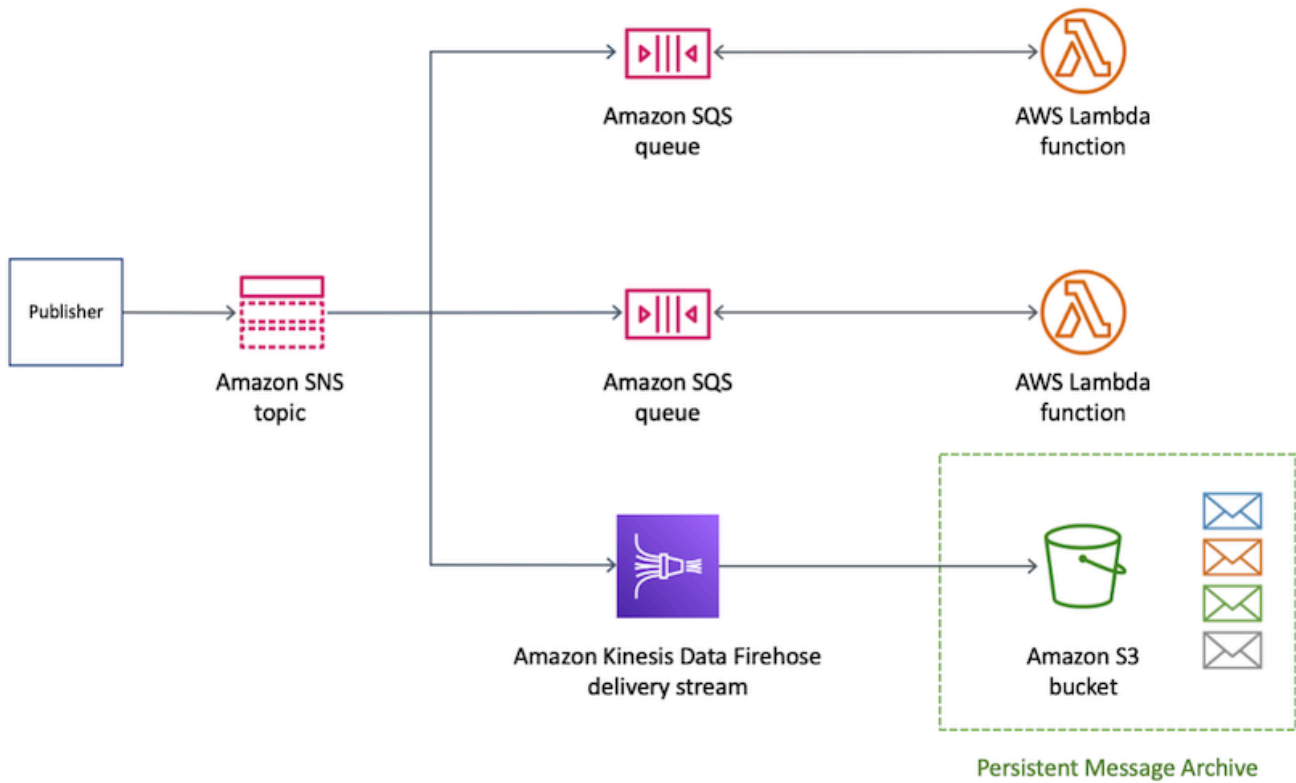 Amazon SQS
queue
AWS Lambda
function
Publisher
Amazon SNS
topic
Amazon SQS
queue
AWS Lambda
function
Amazon Kinesis Data Firehose
delivery stream
Amazon S3
bucket
Persistent Message Archive